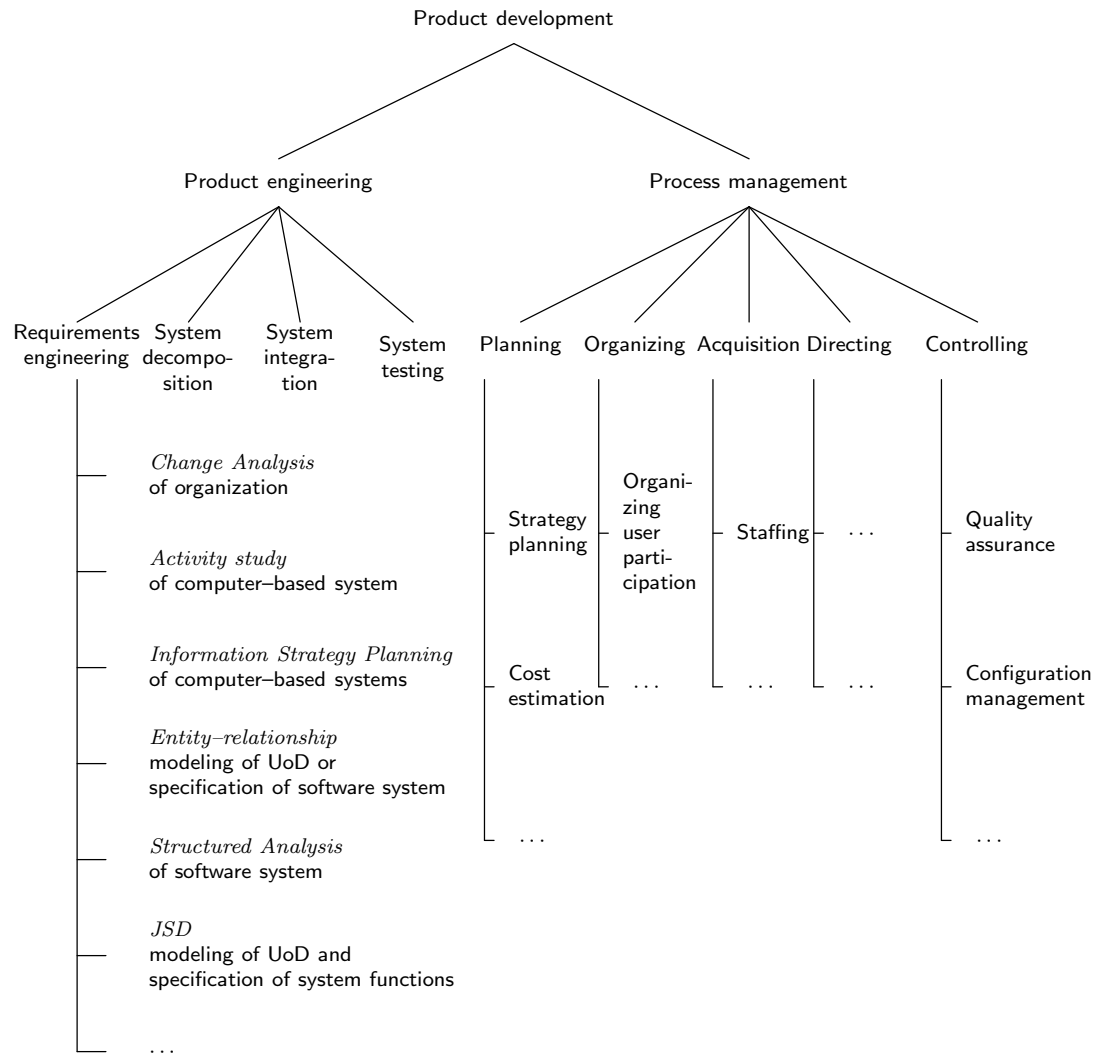 Product development
Product engineering
Process management
Requirements
engineering
System
decompo-
sition
System
integra-
tion
System
testing
Planning
Organizing
Acquisition
Directing
Controlling
Change Analysis
of organization
Activity study
of computer–based system
Information Strategy Planning
of computer–based systems
Entity–relationship
modeling of UoD or
specification of software system
Structured Analysis
of software system
JSD
modeling of UoD and
specification of system functions
. . .
Strategy
planning
Cost
estimation
. . .
Organi-
zing
user
parti-
cipation
. . .
Staffing
. . .
. . .
. . .
Quality
assurance
Configuration
management
. . .